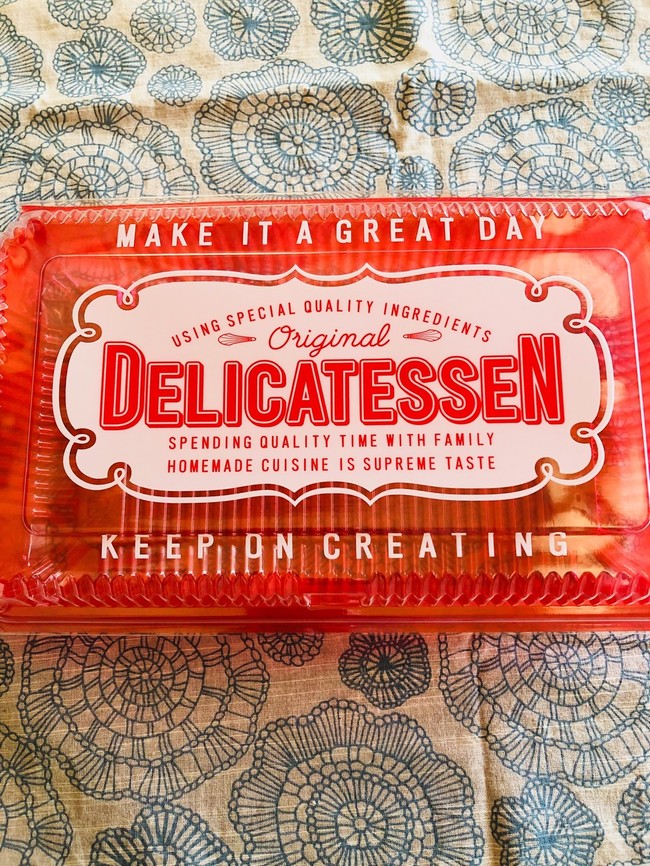 MAKE IT A GREAT DAY
USING SPECIAL QUALITY INGREDIENTS
Original
DELICATESSEN
SPENDING QUALITY TIME WITH FAMILY
HOMEMADE CUISINE IS SUPREME TASTE
KEEP ON CREATING